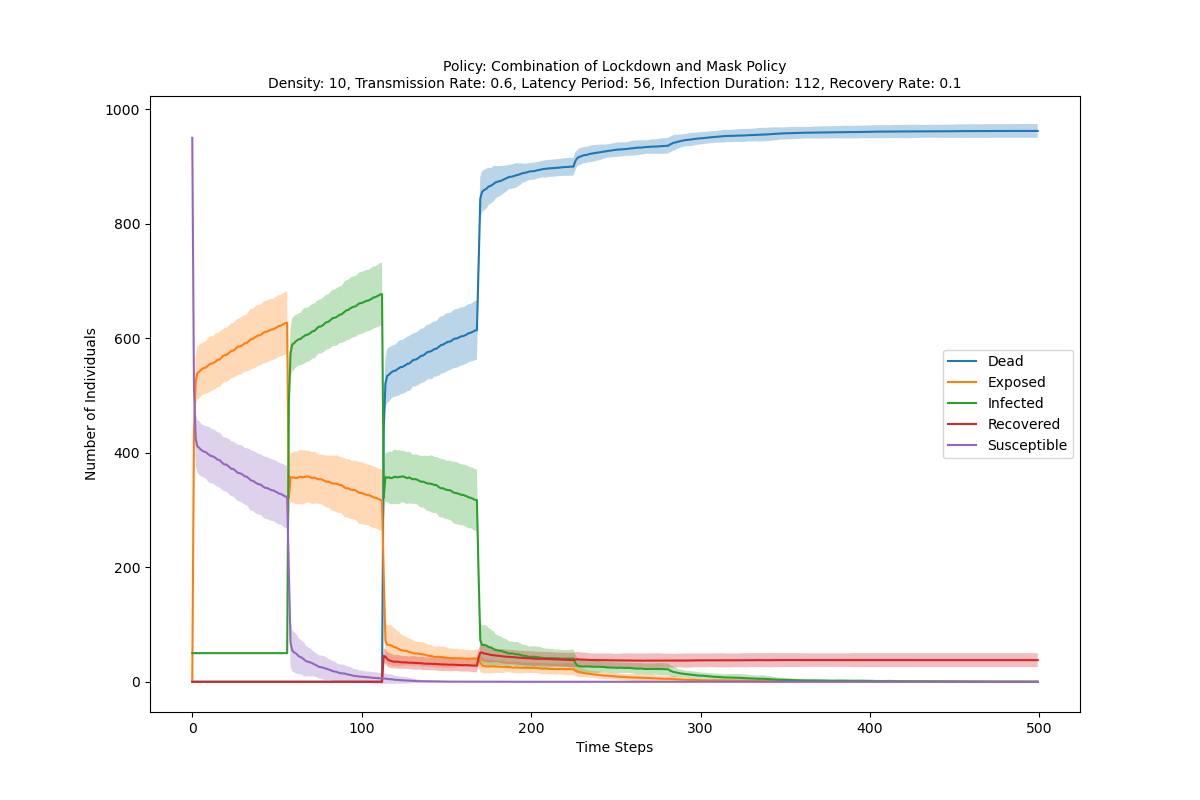 Policy: Combination of Lockdown and Mask Policy
Density: 10, Transmission Rate: 0.6, Latency Period: 56, Infection Duration: 112, Recovery Rate: 0.1
1000
800
600
400
200
0
Number of Individuals
Dead
Exposed
Infected
Recovered
Susceptible
0
100
200
300
400
500
Time Steps